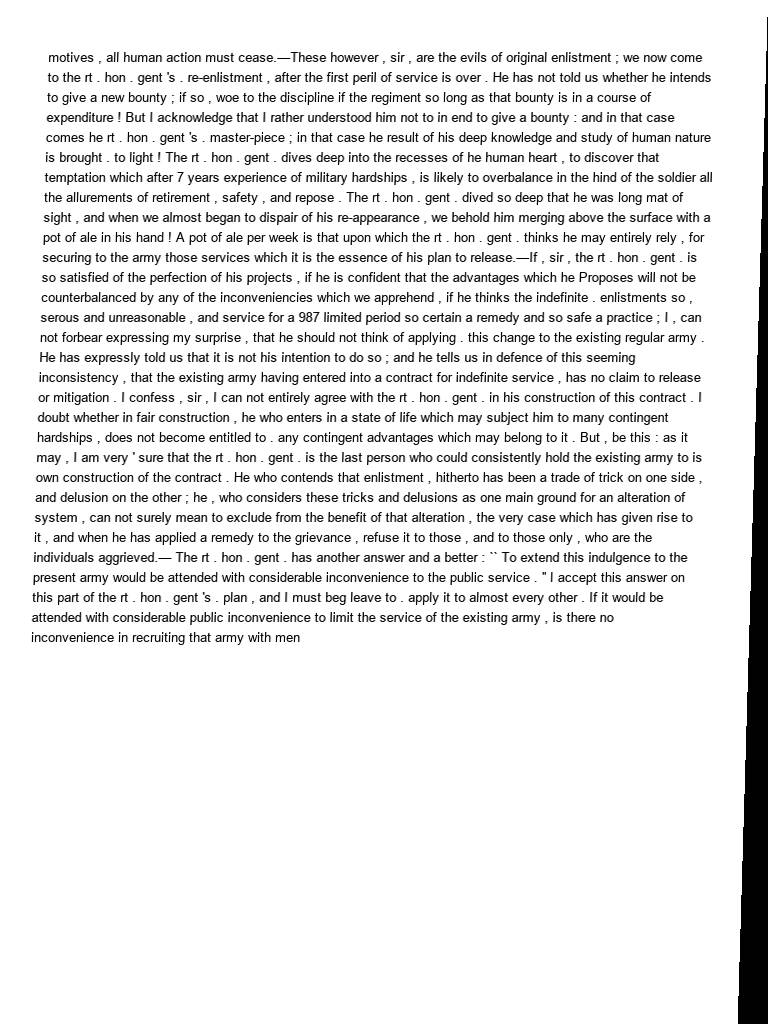 motives , all human action must cease.—These however , sir , are the evils of original enlistment ; we now come
to the rt . hon . gent 's . re-enlistment , after the first peril of service is over . He has not told us whether he intends
to give a new bounty ; if so , woe to the discipline if the regiment so long as that bounty is in a course of
expenditure ! But I acknowledge that I rather understood him not to in end to give a bounty : and in that case
comes he rt . hon . gent 's . master-piece ; in that case he result of his deep knowledge and study of human nature
is brought . to light ! The rt . hon . gent . dives deep into the recesses of he human heart , to discover that
temptation which after 7 years experience of military hardships , is likely to overbalance in the hind of the soldier all
the allurements of retirement , safety , and repose . The rt . hon . gent . dived so deep that he was long mat of
sight , and when we almost began to dispair of his re-appearance , we behold him merging above the surface with a
pot of ale in his hand ! A pot of ale per week is that upon which the rt . hon . gent . thinks he may entirely rely , for
securing to the army those services which it is the essence of his plan to release.—If , sir , the rt . hon . gent . is
so satisfied of the perfection of his projects , if he is confident that the advantages which he Proposes will not be
counterbalanced by any of the inconveniencies which we apprehend , if he thinks the indefinite . enlistments so ,
serous and unreasonable , and service for a 987 limited period so certain a remedy and so safe a practice ; I , can
not forbear expressing my surprise , that he should not think of applying . this change to the existing regular army .
He has expressly told us that it is not his intention to do so ; and he tells us in defence of this seeming
inconsistency , that the existing army having entered into a contract for indefinite service , has no claim to release
or mitigation . I confess , sir , I can not entirely agree with the rt . hon . gent . in his construction of this contract . I
doubt whether in fair construction , he who enters in a state of life which may subject him to many contingent
hardships , does not become entitled to . any contingent advantages which may belong to it . But , be this : as it
may , I am very ' sure that the rt . hon . gent . is the last person who could consistently hold the existing army to is
own construction of the contract . He who contends that enlistment , hitherto has been a trade of trick on one side ,
and delusion on the other ; he , who considers these tricks and delusions as one main ground for an alteration of
system , can not surely mean to exclude from the benefit of that alteration , the very case which has given rise to
it , and when he has applied a remedy to the grievance , refuse it to those , and to those only , who are the
individuals aggrieved.— The rt . hon . gent . has another answer and a better : `` To extend this indulgence to the
present army would be attended with considerable inconvenience to the public service . '' I accept this answer on
this part of the rt . hon . gent 's . plan , and I must beg leave to . apply it to almost every other . If it would be
attended with considerable public inconvenience to limit the service of the existing army , is there no
inconvenience in recruiting that army with men